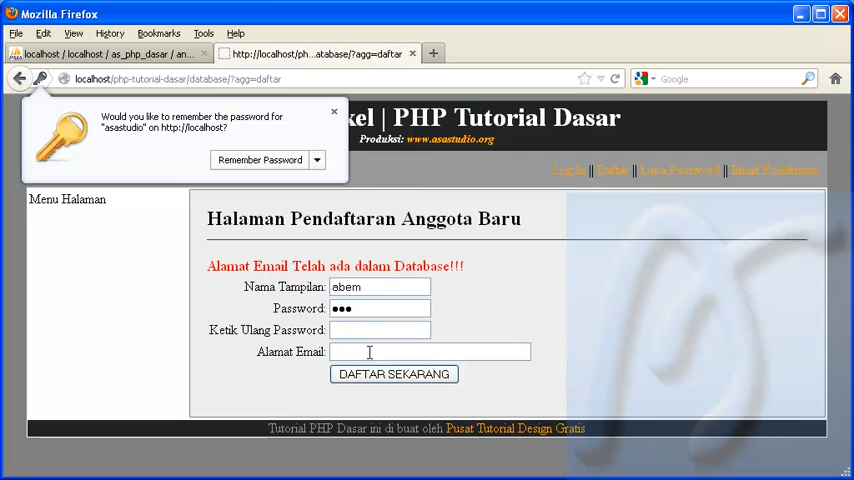 Mozilla Firefox
File Edit View History Bookmarks Tools Help
localhost / localhost / as_php_dasar / an...
http://localhost/ph...atabase/?agg=daftar
localhost/php-tutorial-dasar/database/?agg=daftar
Google
Would you like to remember the password for
"asastudio" on http://localhost?
Remember Password
kel | PHP Tutorial Dasar
Produksi: www.asastudio.org
Log In || Daftar || Lupa Password || Email Konfirmasi
Menu Halaman
Halaman Pendaftaran Anggota Baru
Alamat Email Telah ada dalam Database!!!
Nama Tampilan: abem
Password: ●●●
Ketik Ulang Password:
Alamat Email:
DAFTAR SEKARANG
Tutorial PHP Dasar ini di buat oleh Pusat Tutorial Design Gratis